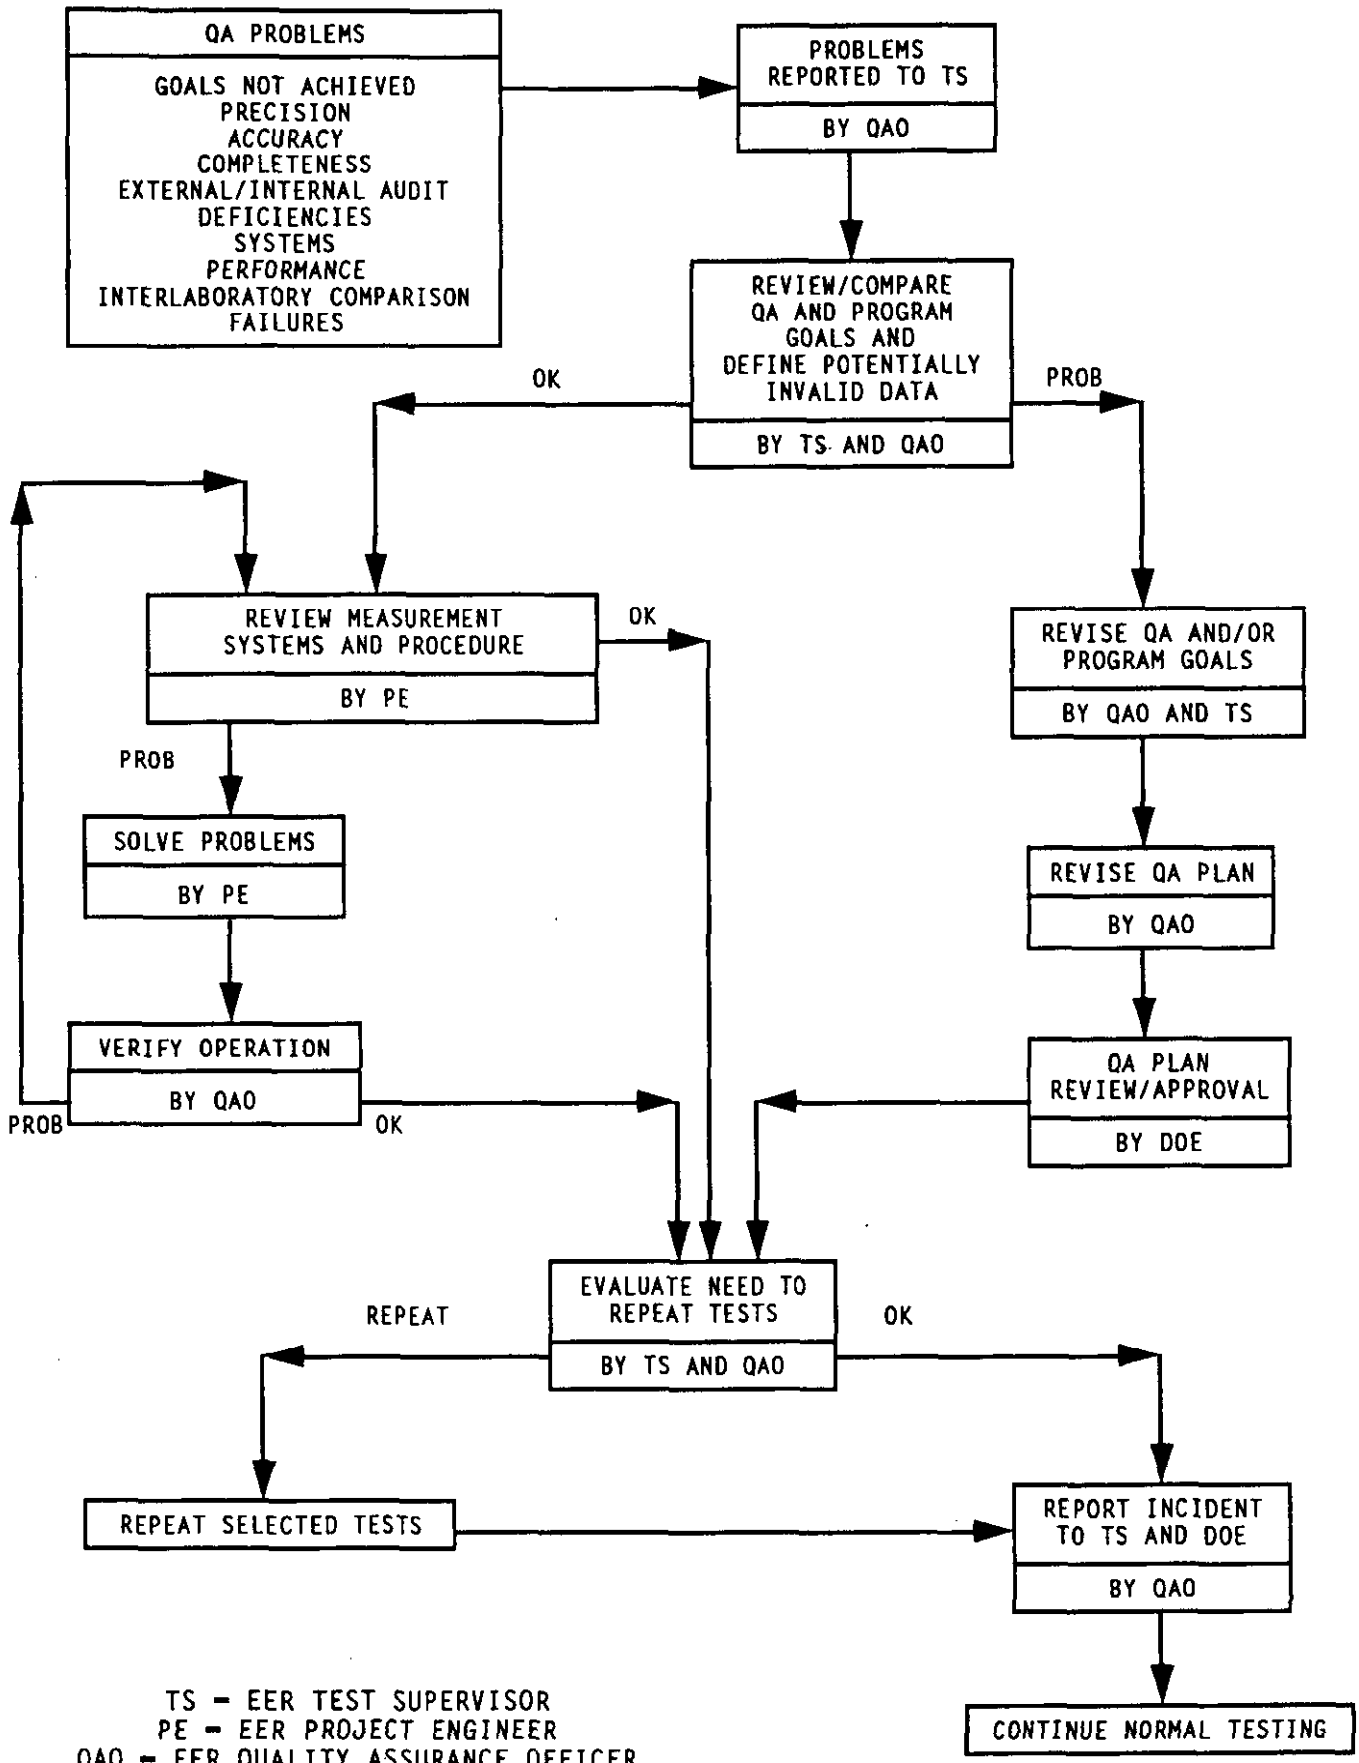 QA PROBLEMS
GOALS NOT ACHIEVED
PRECISION
ACCURACY
COMPLETENESS
EXTERNAL/INTERNAL AUDIT
DEFICIENCIES
SYSTEMS
PERFORMANCE
INTERLABORATORY COMPARISON
FAILURES
PROBLEMS
REPORTED TO TS
BY QAO
REVIEW/COMPARE
QA AND PROGRAM
GOALS AND
DEFINE POTENTIALLY
INVALID DATA
BY TS AND QAO
OK
PROB
REVIEW MEASUREMENT
SYSTEMS AND PROCEDURE
BY PE
OK
REVISE QA AND/OR
PROGRAM GOALS
BY QAO AND TS
PROB
SOLVE PROBLEMS
BY PE
REVISE QA PLAN
BY QAO
VERIFY OPERATION
BY QAO
PROB
OK
QA PLAN
REVIEW/APPROVAL
BY DOE
EVALUATE NEED TO
REPEAT TESTS
BY TS AND QAO
REPEAT
OK
REPEAT SELECTED TESTS
REPORT INCIDENT
TO TS AND DOE
BY QAO
CONTINUE NORMAL TESTING
TS = EER TEST SUPERVISOR
PE = EER PROJECT ENGINEER
QAO = EER QUALITY ASSURANCE OFFICER